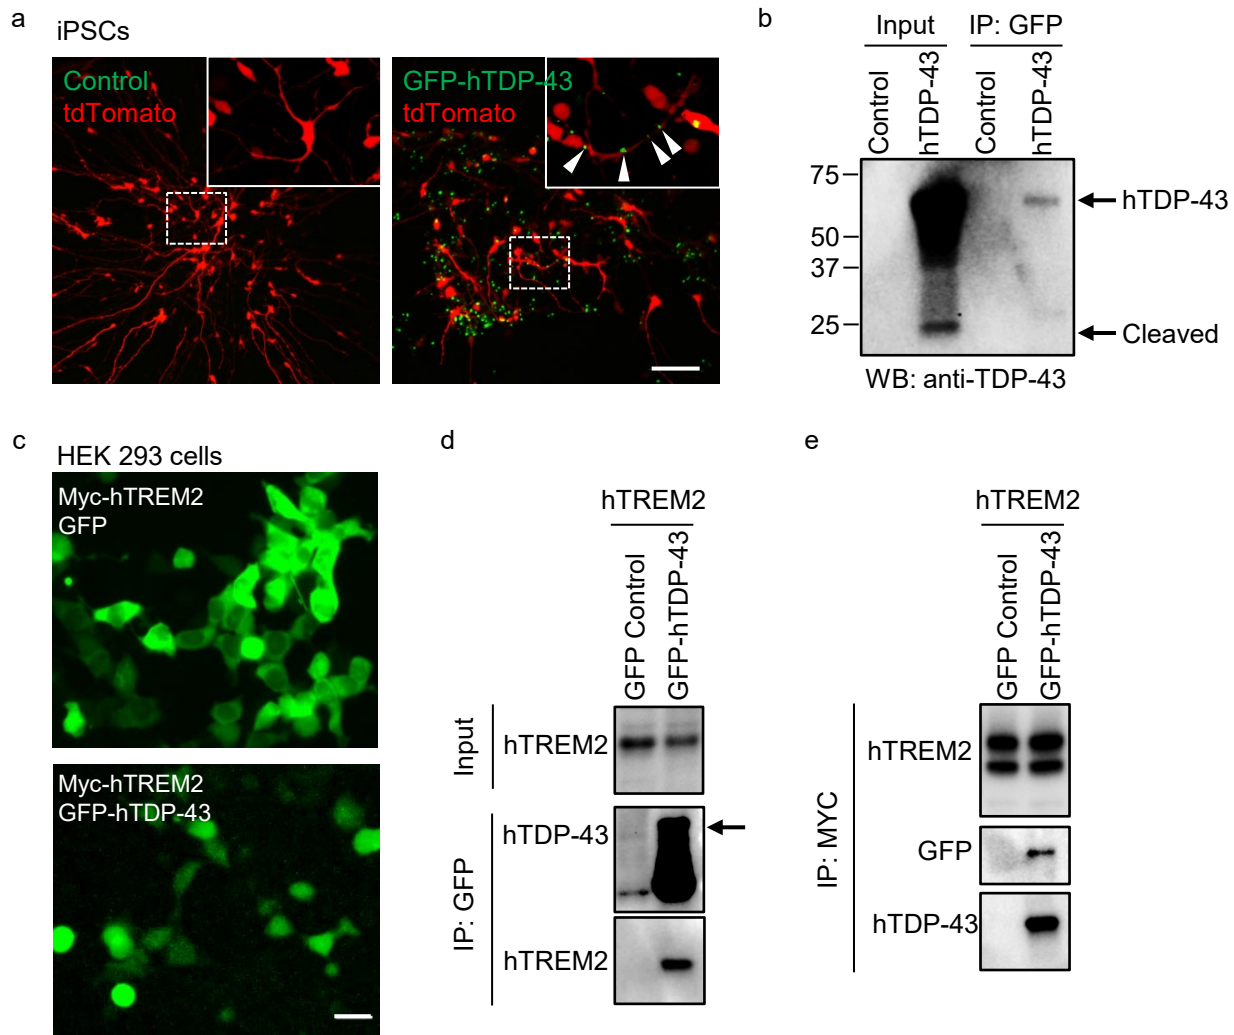 a
iPSCs
Control
tdTomato
GFP-hTDP-43
tdTomato
b
Input
IP: GFP
Control
hTDP-43
Control
hTDP-43
75
50
37
25
hTDP-43
Cleaved
WB: anti-TDP-43
c
HEK 293 cells
Myc-hTREM2
GFP
Myc-hTREM2
GFP-hTDP-43
d
hTREM2
GFP Control
GFP-hTDP-43
Input
hTREM2
IP: GFP
hTDP-43
hTREM2
e
hTREM2
GFP Control
GFP-hTDP-43
IP: MYC
hTREM2
GFP
hTDP-43